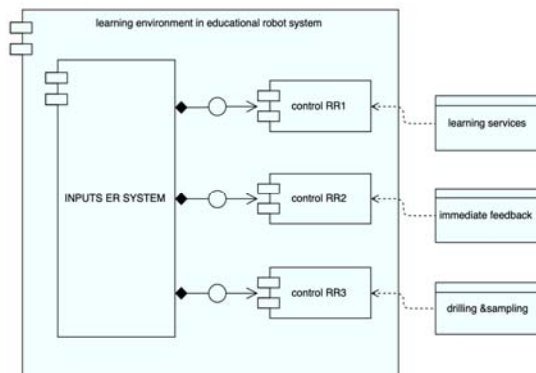 learning environment in educational robot system
INPUTS ER SYSTEM
control RR1
learning services
control RR2
immediate feedback
control RR3
drilling &sampling